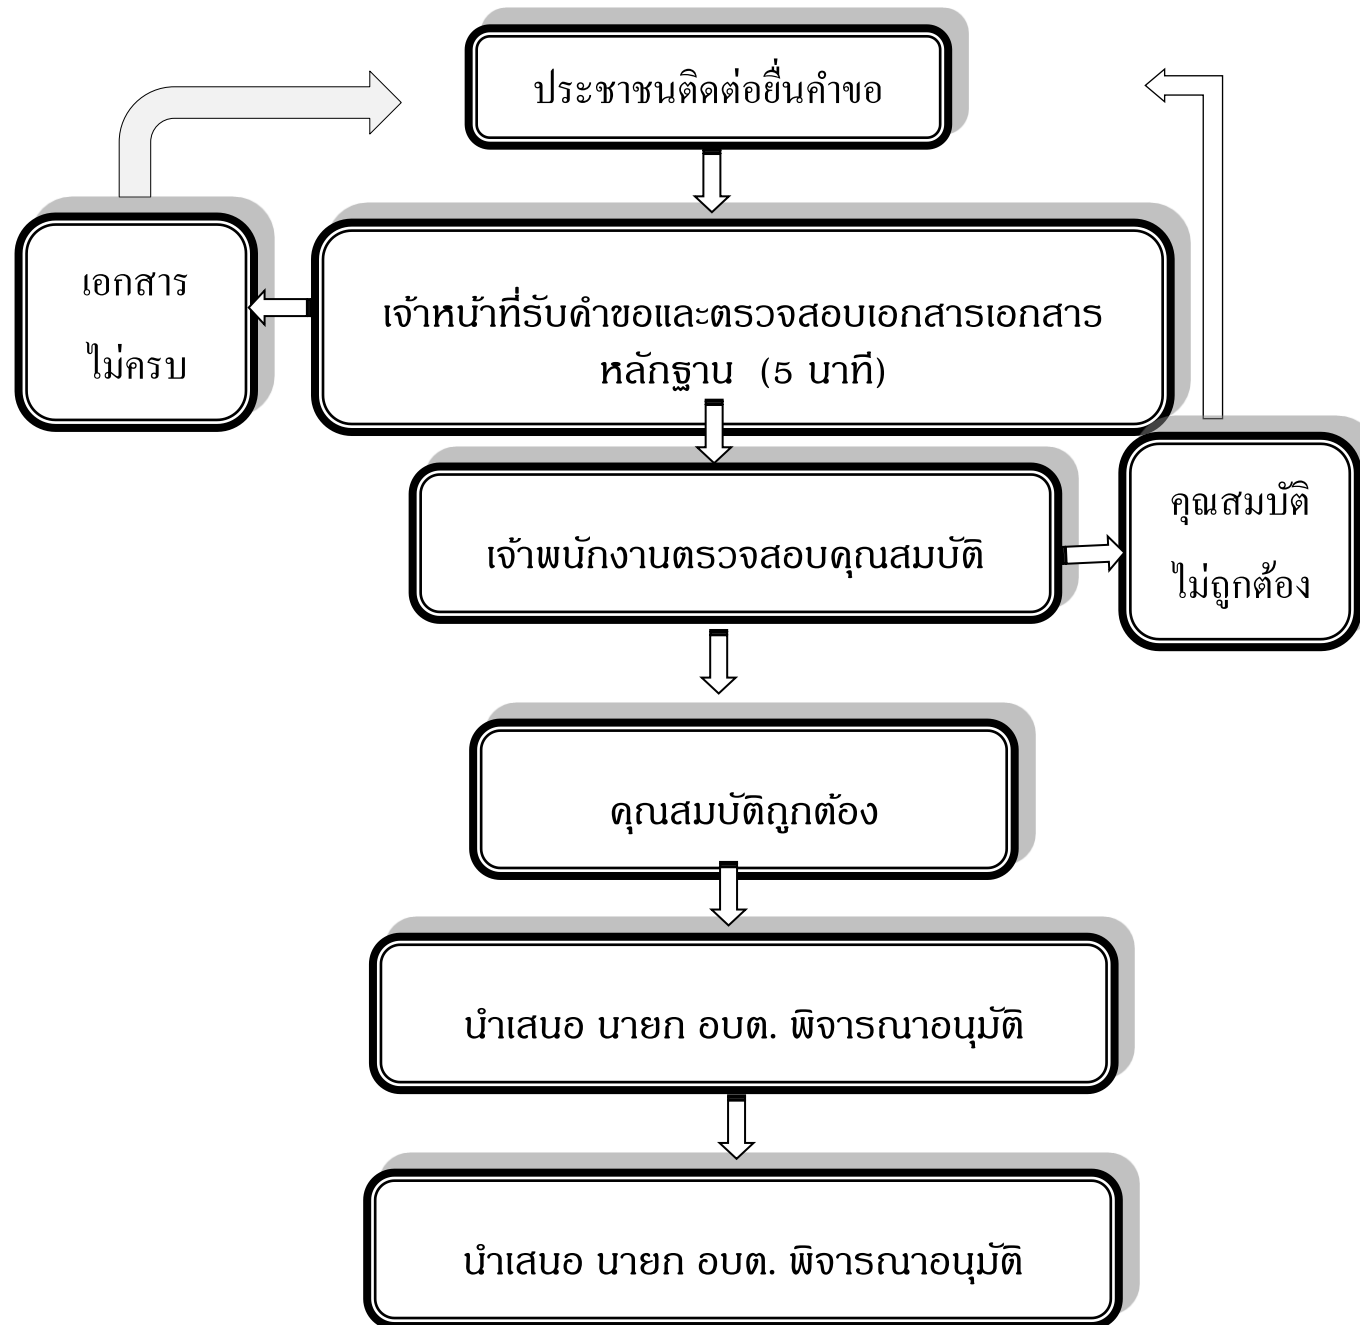 ประชาชนติดต่อยื่นคำขอ
เอกสาร
ไม่ครบ
เจ้าหน้าที่รับคำขอและตรวจสอบเอกสารเอกสาร
หลักฐาน (5 นาที)
เจ้าพนักงานตรวจสอบคุณสมบัติ
คุณสมบัติ
ไม่ถูกต้อง
คุณสมบัติถูกต้อง
นำเสนอ นายก อบต. พิจารณาอนุมัติ
นำเสนอ นายก อบต. พิจารณาอนุมัติ